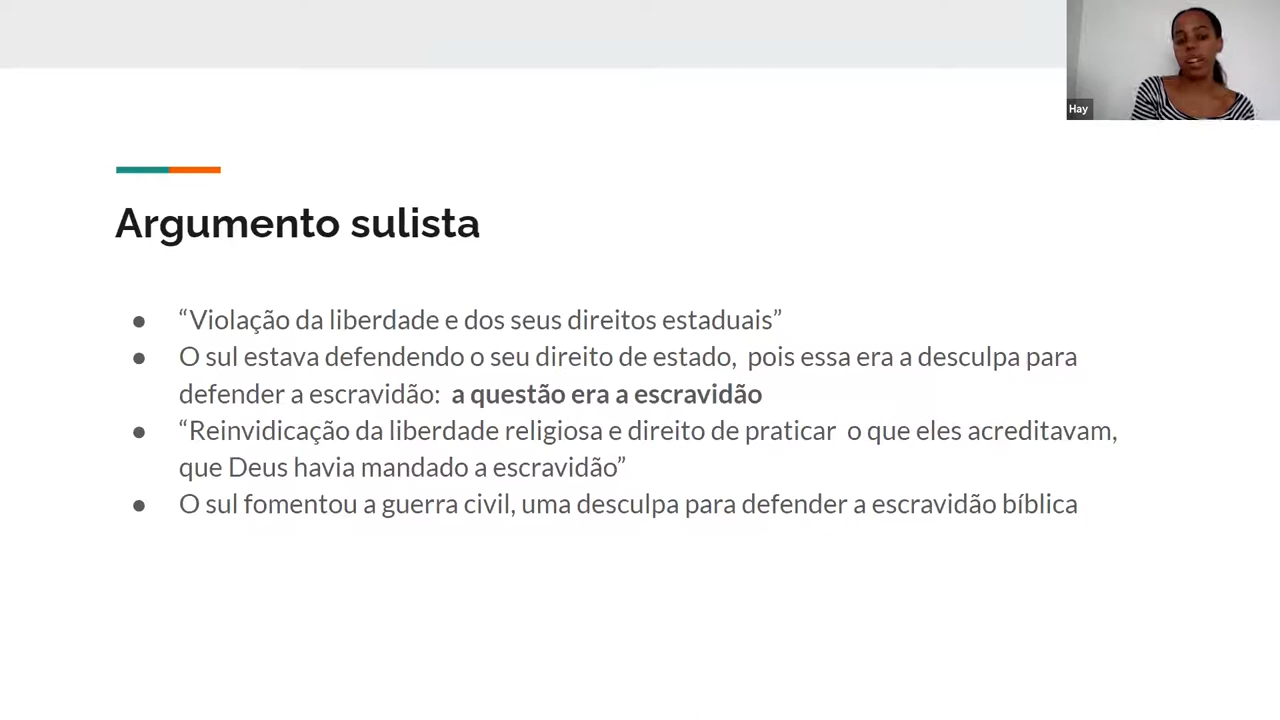 Hay
Argumento sulista
● “Violação da liberdade e dos seus direitos estaduais”
● O sul estava defendendo o seu direito de estado, pois essa era a desculpa para
defender a escravidão: a questão era a escravidão
● “Reinvidicação da liberdade religiosa e direito de praticar o que eles acreditavam,
que Deus havia mandado a escravidão”
● O sul fomentou a guerra civil, uma desculpa para defender a escravidão bíblica